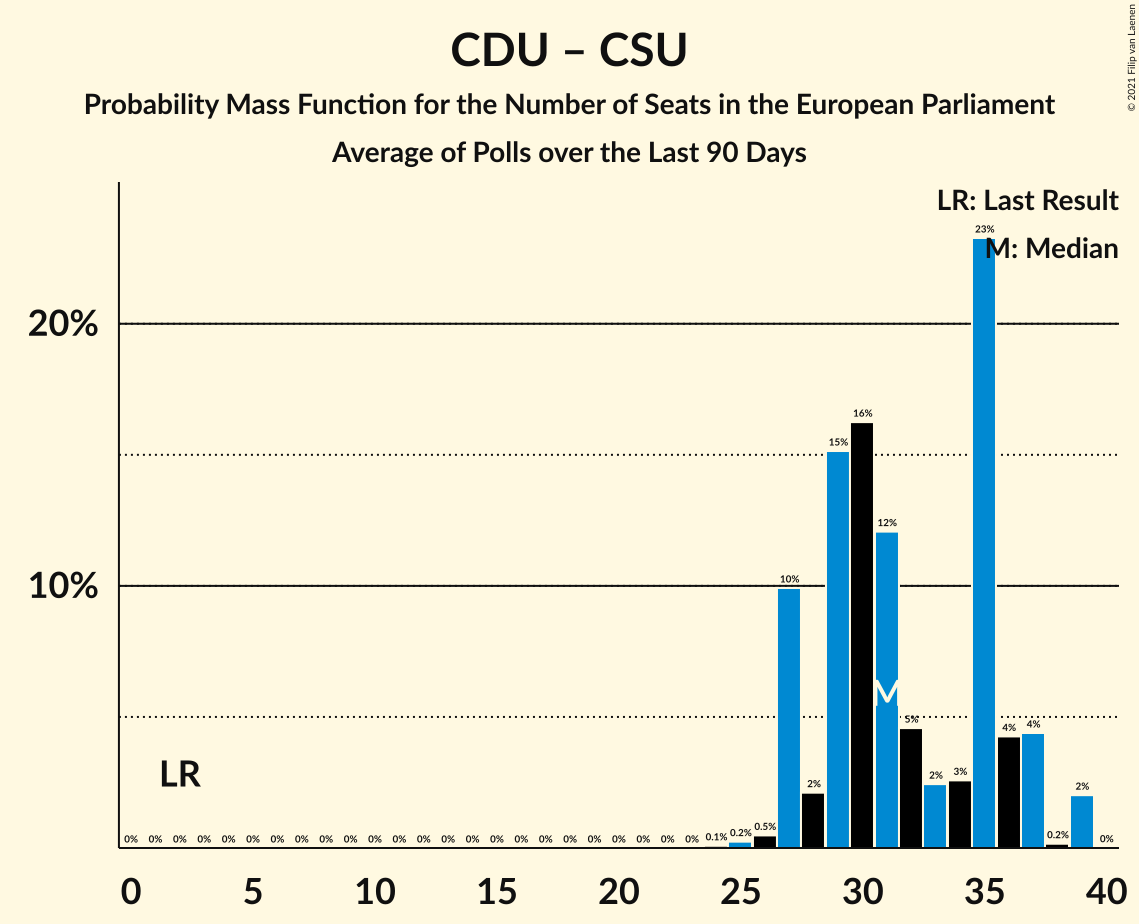 CDU – CSU
Probability Mass Function for the Number of Seats in the European Parliament
Average of Polls over the Last 90 Days
© 2021 Filip van Laenen
LR: Last Result
M: Median
23%
20%
16%
15%
12%
10%
10%
M
5%
4%
4%
LR
2%
2%
3%
2%
0% 0% 0% 0% 0% 0% 0% 0% 0% 0% 0% 0% 0% 0% 0% 0% 0% 0% 0% 0% 0% 0% 0% 0% 0.1% 0.2% 0.5% 0.2% 0%
0 5 10 15 20 25 30 35 40